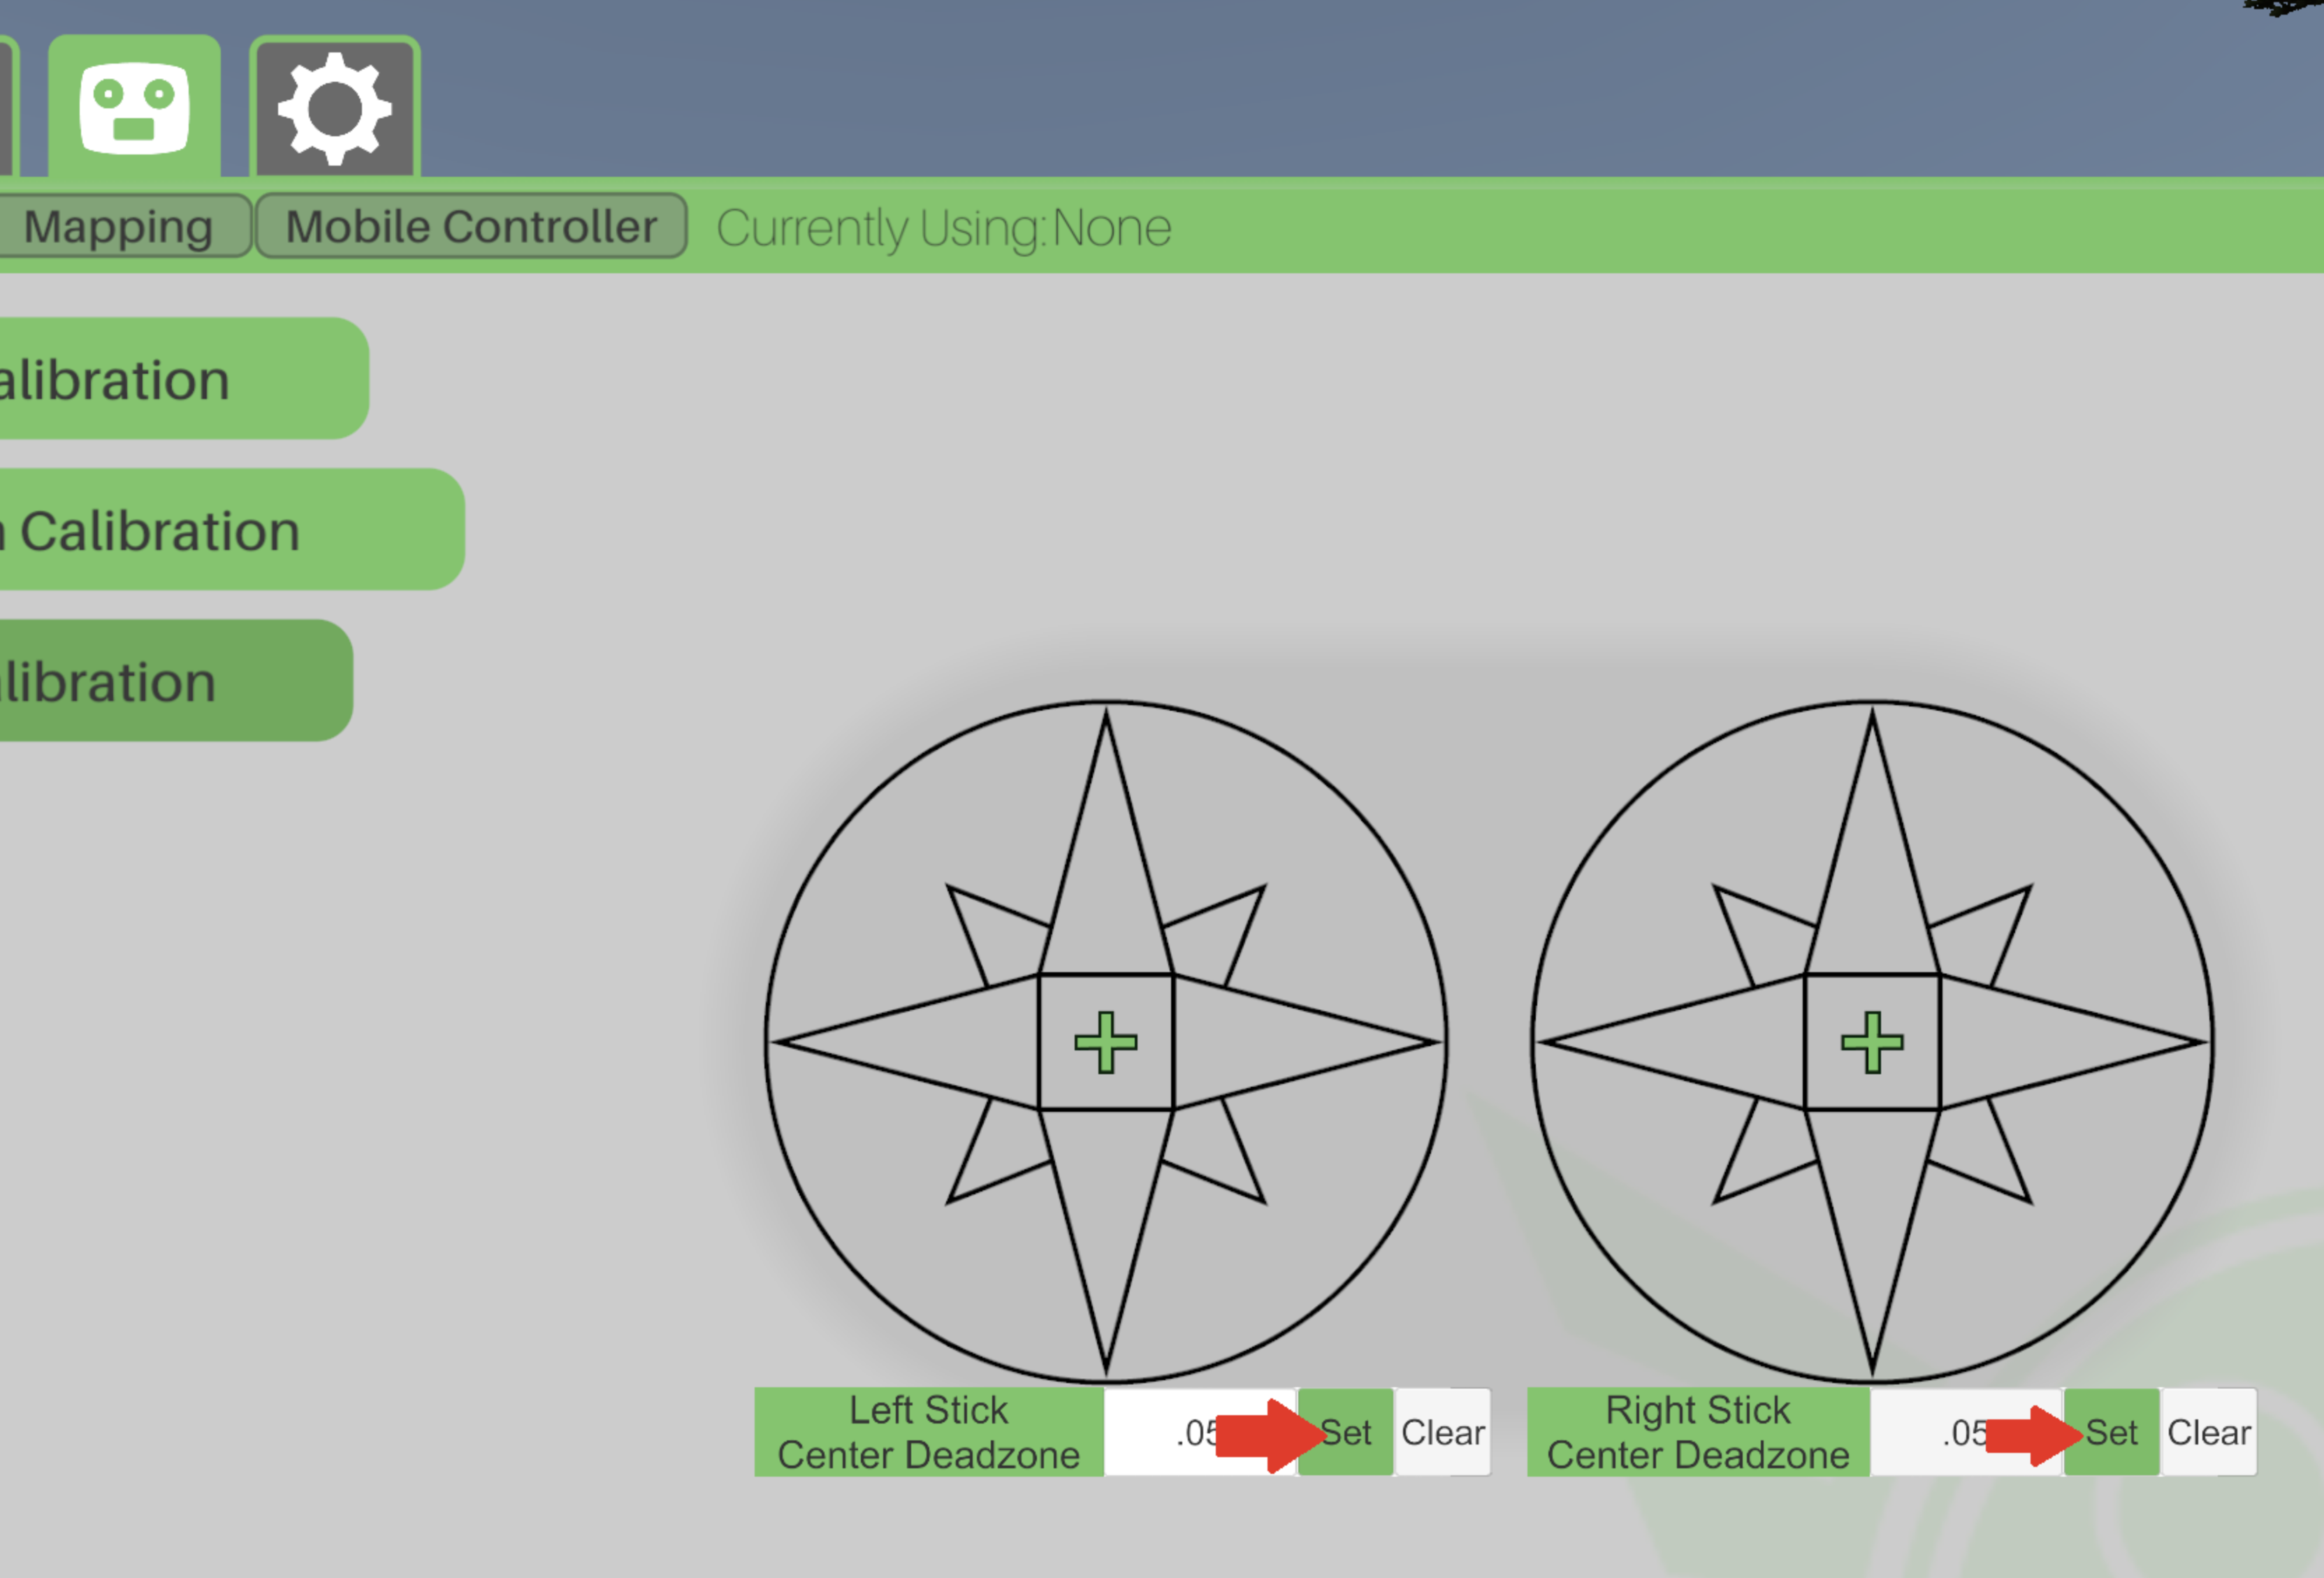 Mapping Mobile Controller Currently Using:None
alibration
Calibration
libration
Left Stick
Center Deadzone
.05 Set Clear
Right Stick
Center Deadzone
.05 Set Clear